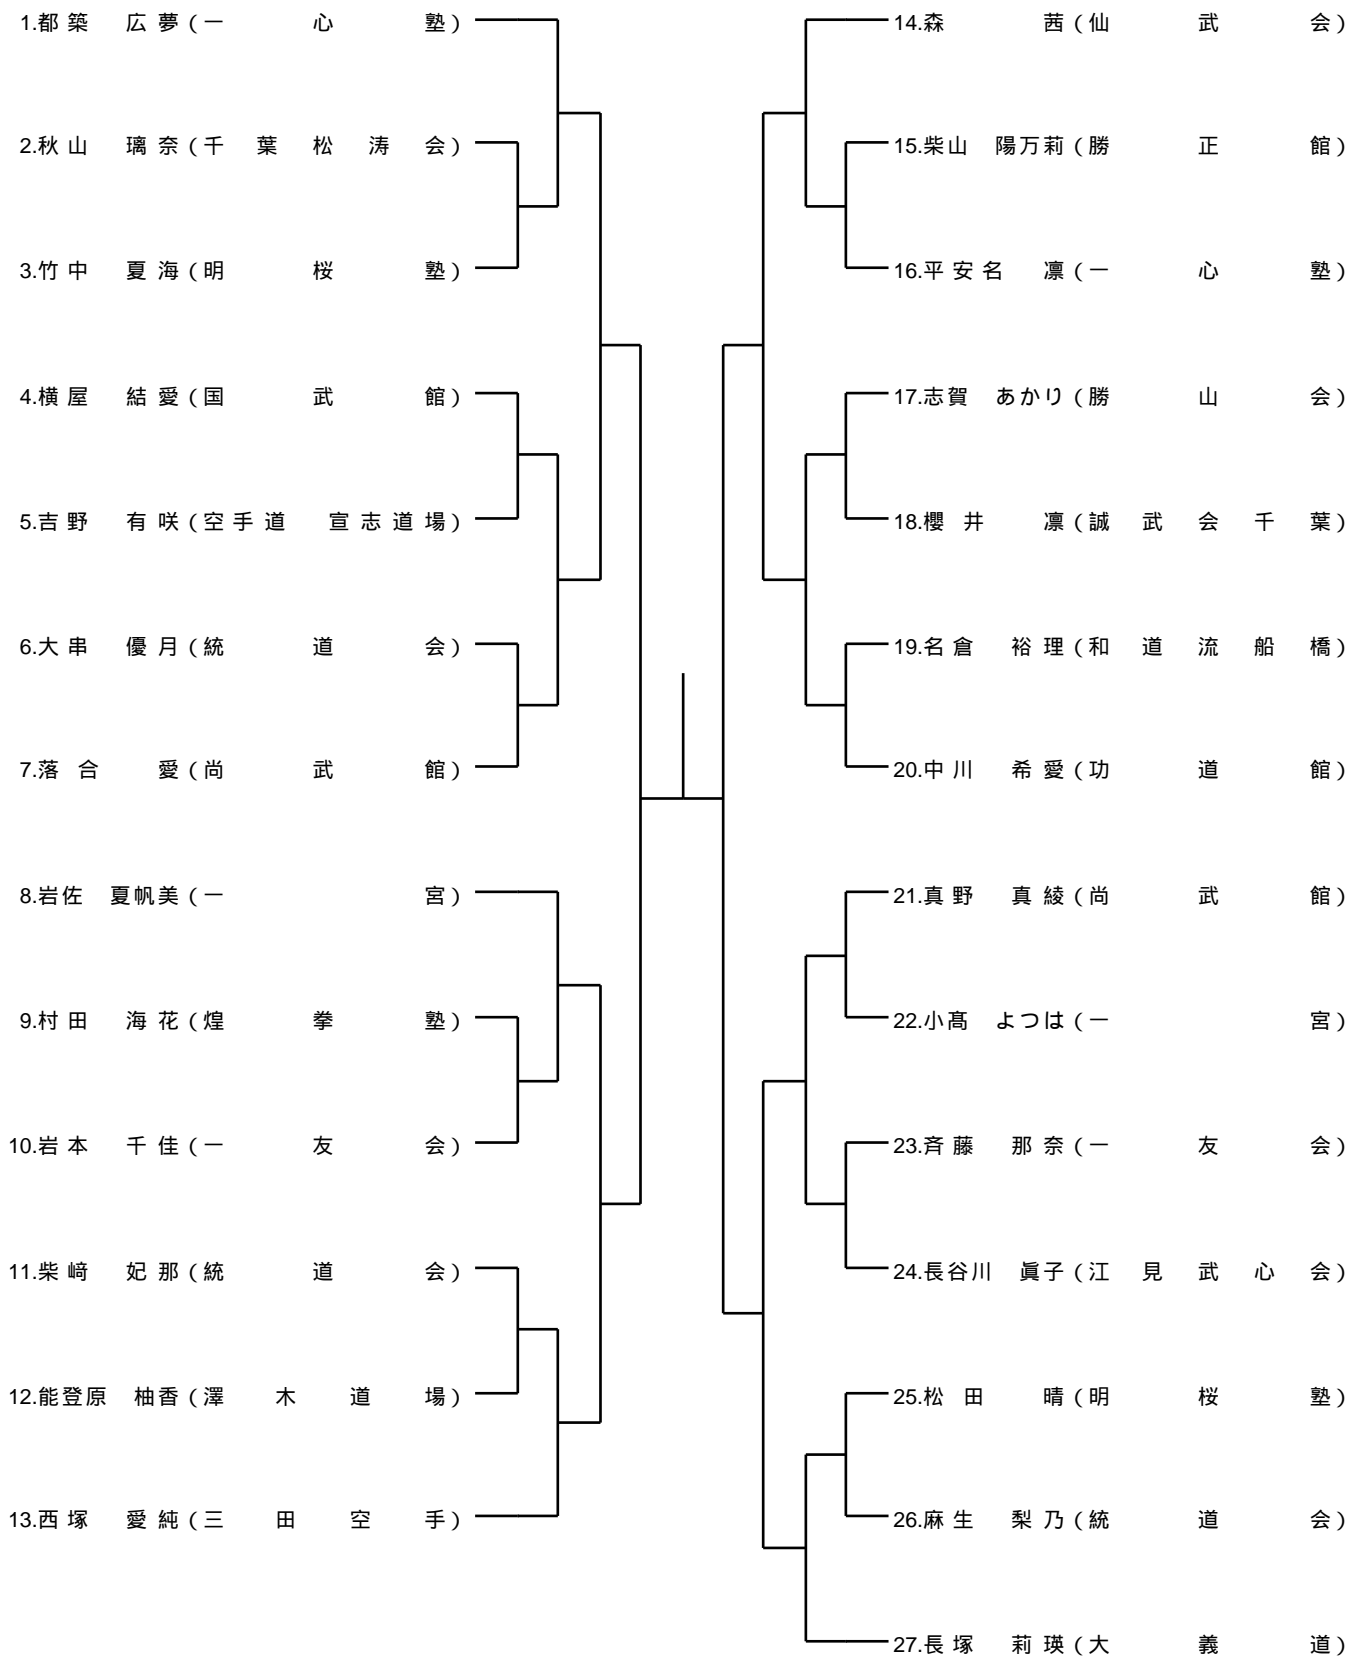 1.都築 広夢(一心塾)
2.秋山 璃奈(千葉松涛会)
3.竹中 夏海(明桜塾)
4.横屋 結愛(国武館)
5.吉野 有咲(空手道 宣志道場)
6.大串 優月(統道会)
7.落合 愛(尚武館)
8.岩佐 夏帆美(一宮)
9.村田 海花(煌拳塾)
10.岩本 千佳(一友会)
11.柴﨑 妃那(統道会)
12.能登原 柚香(澤木道場)
13.西塚 愛純(三田空手)
14.森 茜(仙武会)
15.柴山 陽万莉(勝正館)
16.平安名 凛(一心塾)
17.志賀 あかり(勝山会)
18.櫻井 凛(誠武会千葉)
19.名倉 裕理(和道流船橋)
20.中川 希愛(功道館)
21.真野 真綾(尚武館)
22.小髙 よつは(一宮)
23.斉藤 那奈(一友会)
24.長谷川 眞子(江見武心会)
25.松田 晴(明桜塾)
26.麻生 梨乃(統道会)
27.長塚 莉瑛(大義道)